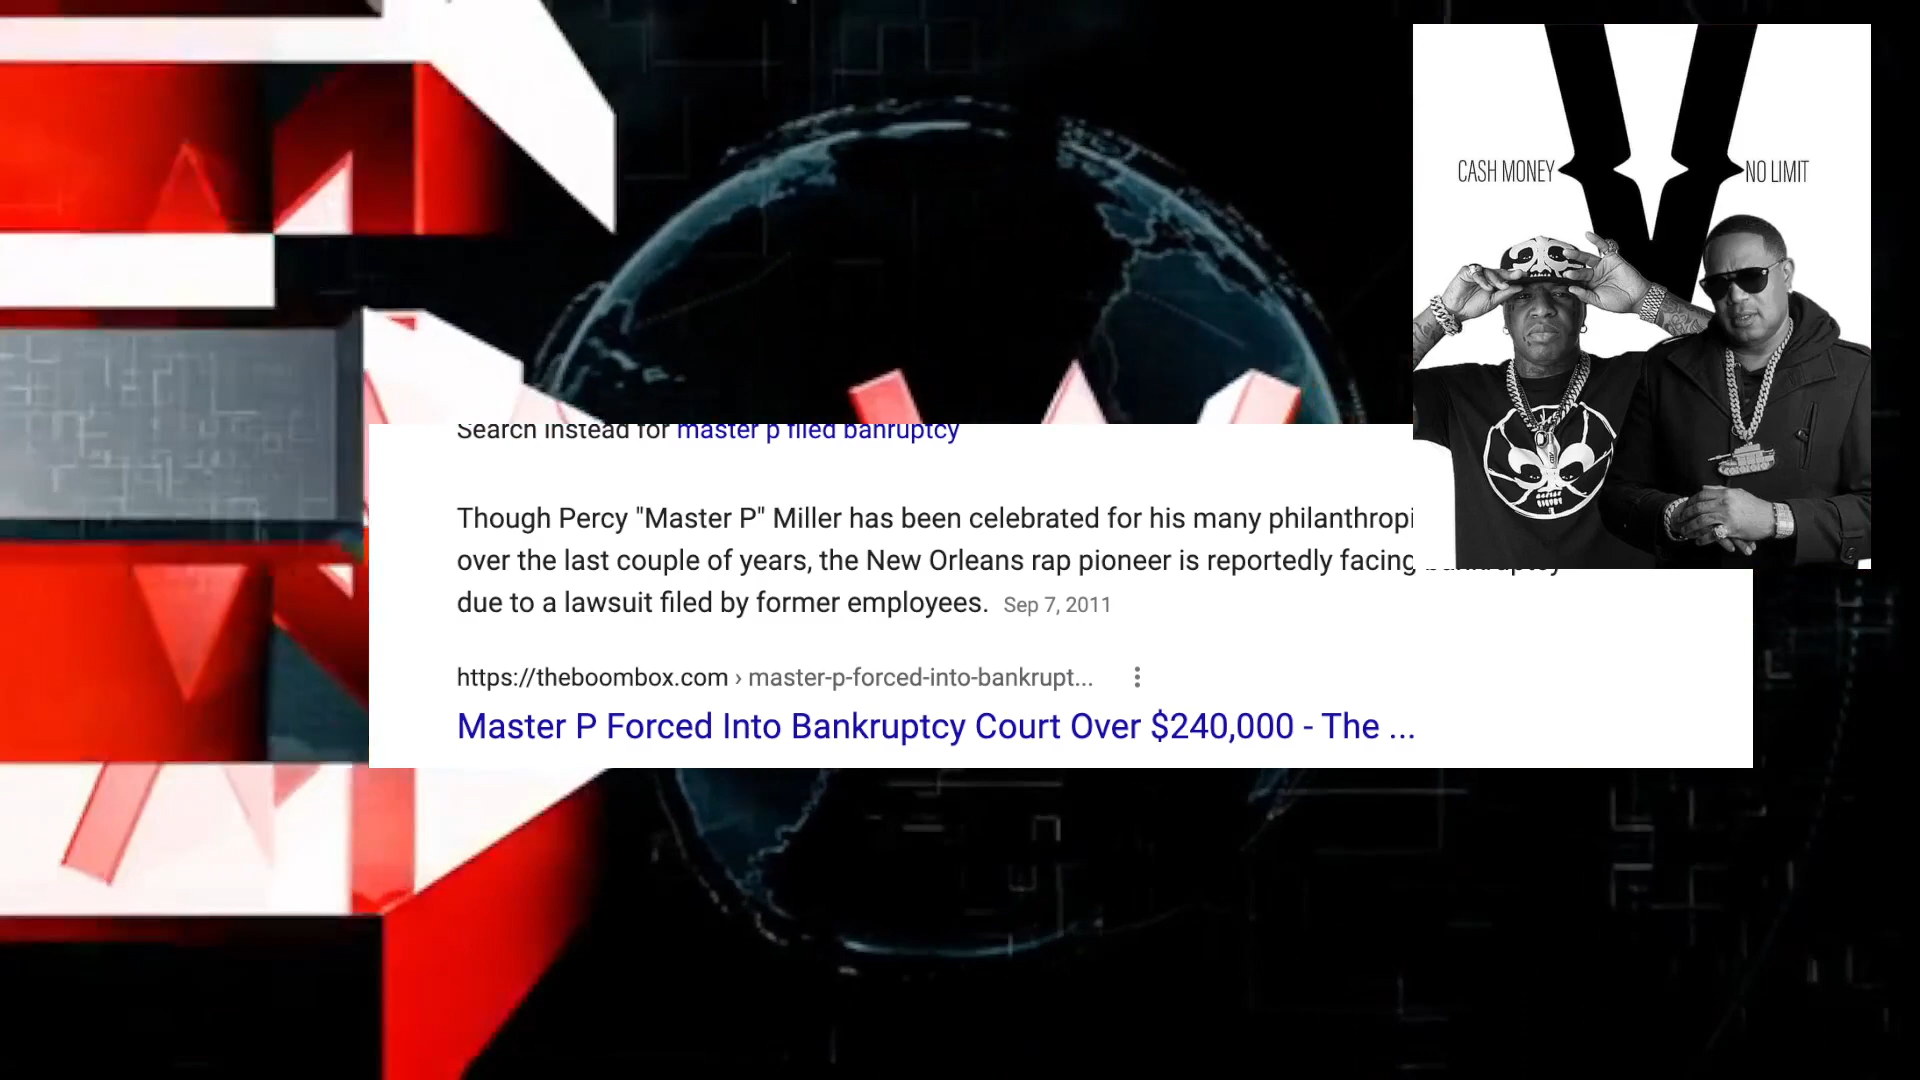 CASH MONEY
NO LIMIT
Search instead for master p filed banruptcy
Though Percy "Master P" Miller has been celebrated for his many philanthropi
over the last couple of years, the New Orleans rap pioneer is reportedly facing
due to a lawsuit filed by former employees. Sep 7, 2011
https://theboombox.com › master-p-forced-into-bankrupt...
Master P Forced Into Bankruptcy Court Over $240,000 - The ...